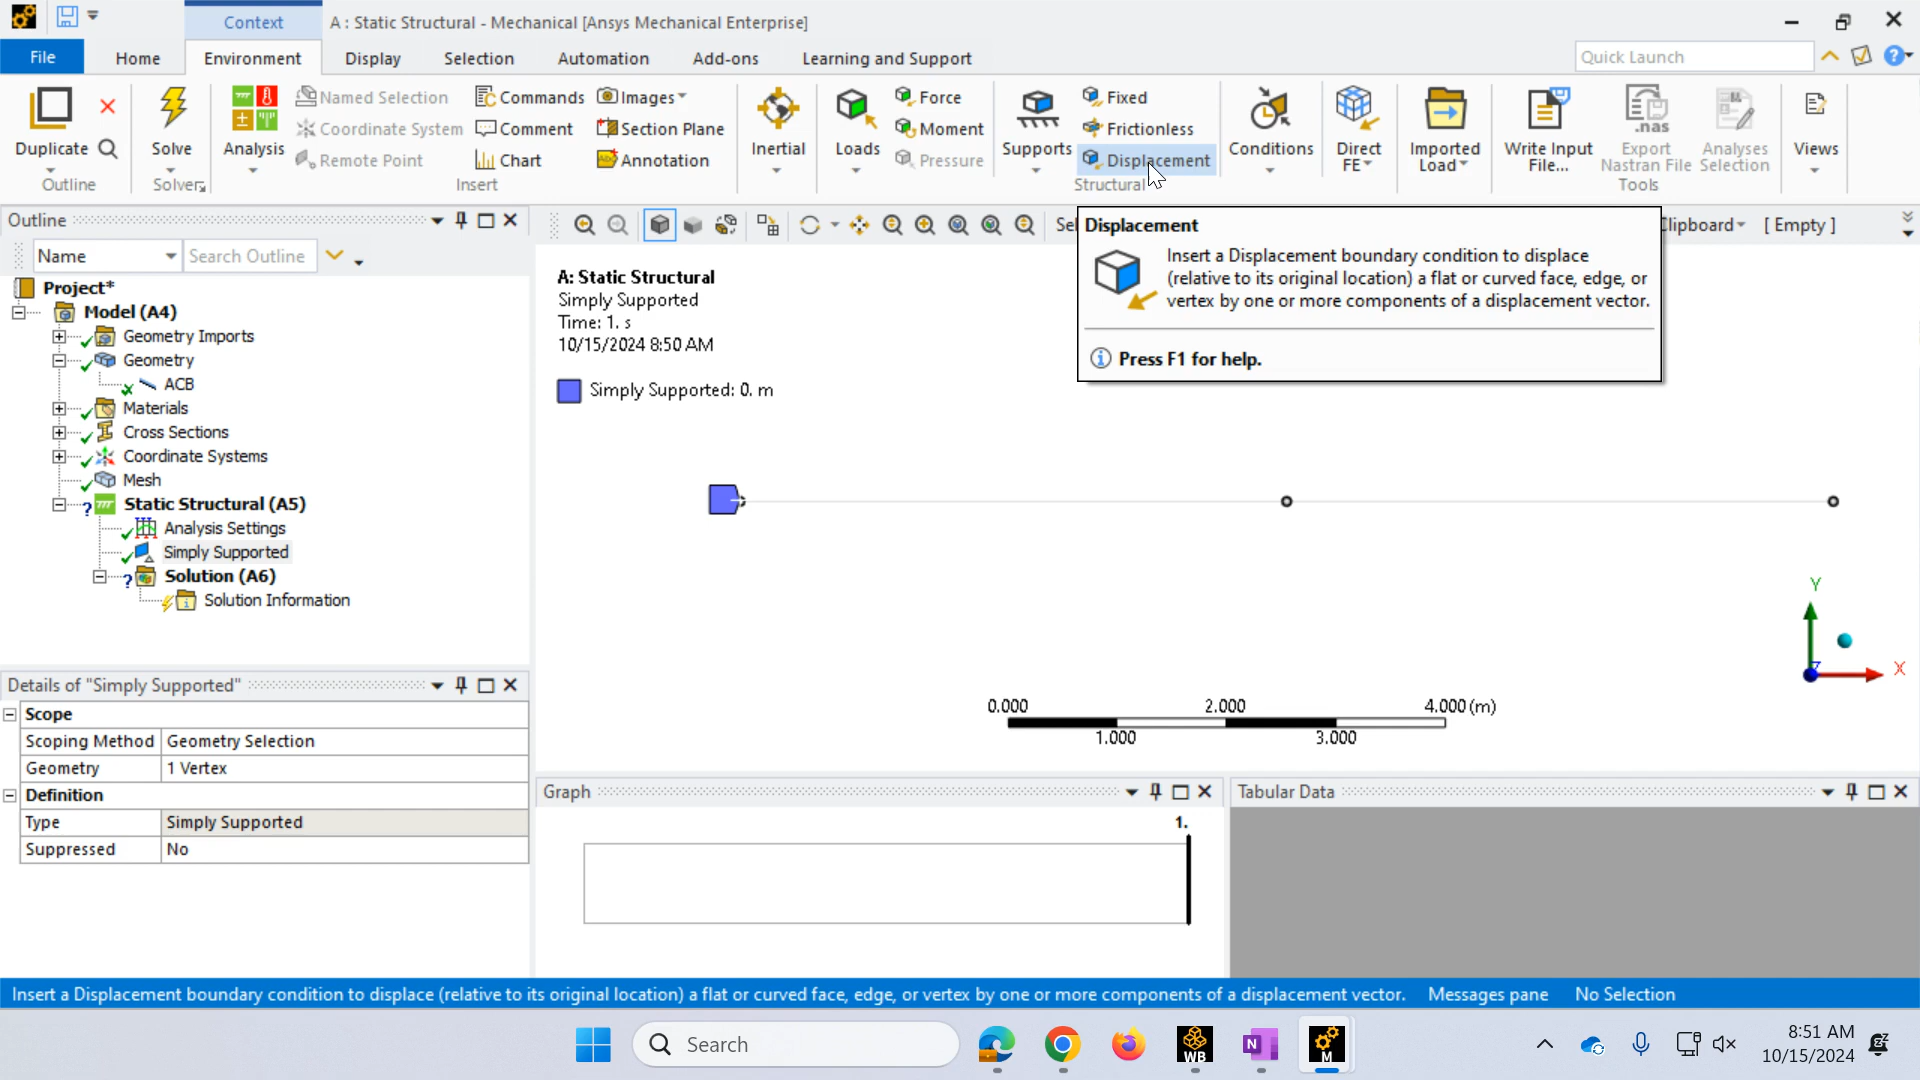 Context
A : Static Structural - Mechanical [Ansys Mechanical Enterprise]
File
Home
Environment
Display
Selection
Automation
Add-ons
Learning and Support
Quick Launch
Duplicate
Outline
Solve
Solver
Analysis
Named Selection
Coordinate System
Remote Point
Commands
Comment
Chart
Images
Section Plane
Annotation
Insert
Inertial
Loads
Force
Moment
Pressure
Supports
Fixed
Frictionless
Displacement
Structural
Conditions
Direct
FE
Imported
Load
Write Input
File...
.nas
Export
Nastran File
Analyses
Selection
Tools
Views
Outline
Name
Search Outline
Project*
Model (A4)
Geometry Imports
Geometry
ACB
Materials
Cross Sections
Coordinate Systems
Mesh
Static Structural (A5)
Analysis Settings
Simply Supported
Solution (A6)
Solution Information
Sel
Clipboard
[ Empty ]
Displacement
Insert a Displacement boundary condition to displace
(relative to its original location) a flat or curved face, edge, or
vertex by one or more components of a displacement vector.
Press F1 for help.
A: Static Structural
Simply Supported
Time: 1. s
10/15/2024 8:50 AM
Simply Supported: 0. m
Y
Z
X
0.000
2.000
4.000 (m)
1.000
3.000
Details of "Simply Supported"
Scope
Scoping Method
Geometry Selection
Geometry
1 Vertex
Definition
Type
Simply Supported
Suppressed
No
Graph
1.
Tabular Data
Insert a Displacement boundary condition to displace (relative to its original location) a flat or curved face, edge, or vertex by one or more components of a displacement vector.
Messages pane
No Selection
Search
WB
N
M
8:51 AM
10/15/2024